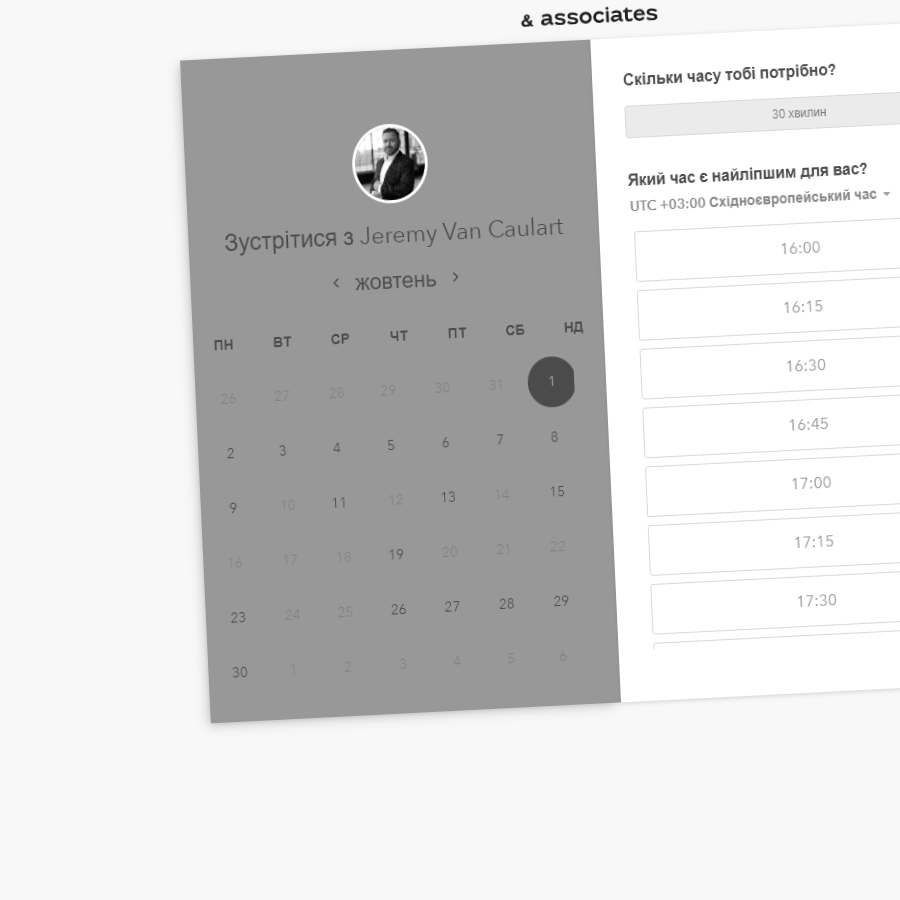 & associates
Зустрітися з Jeremy Van Caulart
жовтень
ПН ВТ СР ЧТ ПТ СБ НД
26 27 28 29 30 31 1
2 3 4 5 6 7 8
9 10 11 12 13 14 15
16 17 18 19 20 21 22
23 24 25 26 27 28 29
30 1 2 3 4 5 6
Скільки часу тобі потрібно?
30 хвилин
Який час є найліпшим для вас?
UTC +03:00 Східноєвропейський час
16:00
16:15
16:30
16:45
17:00
17:15
17:30